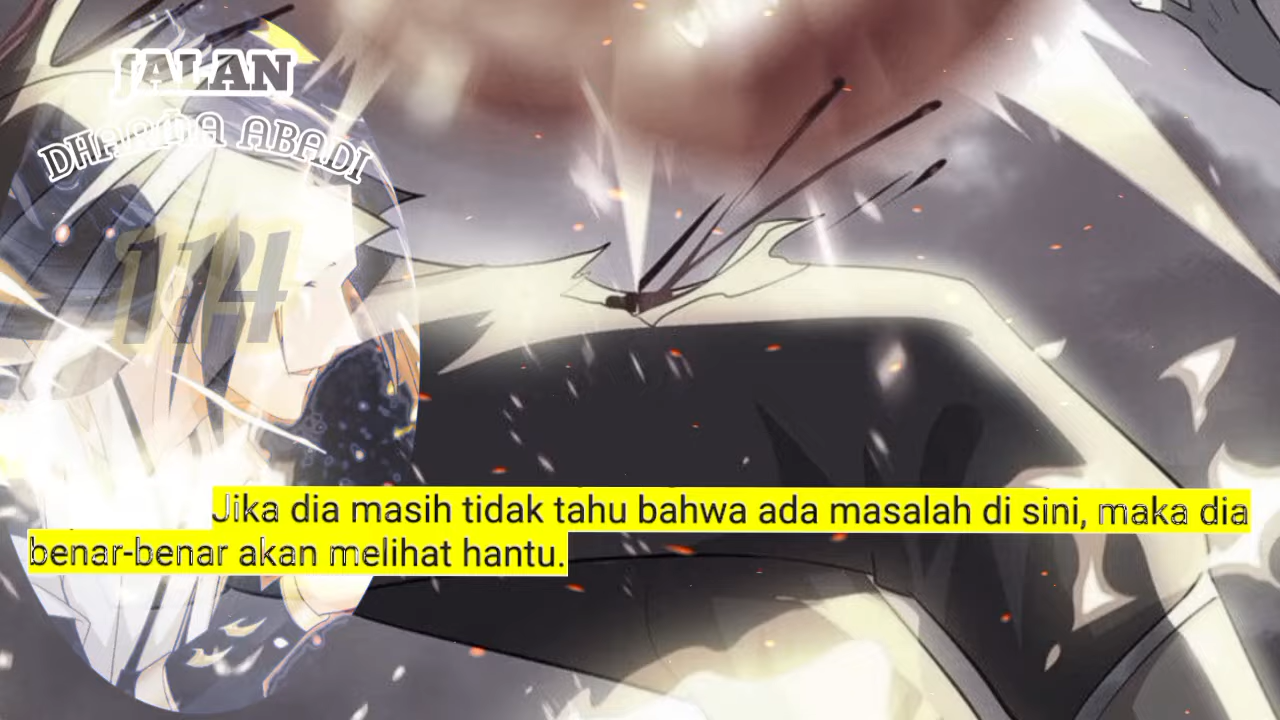 JALAN
DHARMA ABADI
114
Jika dia masih tidak tahu bahwa ada masalah di sini, maka dia
benar-benar akan melihat hantu.